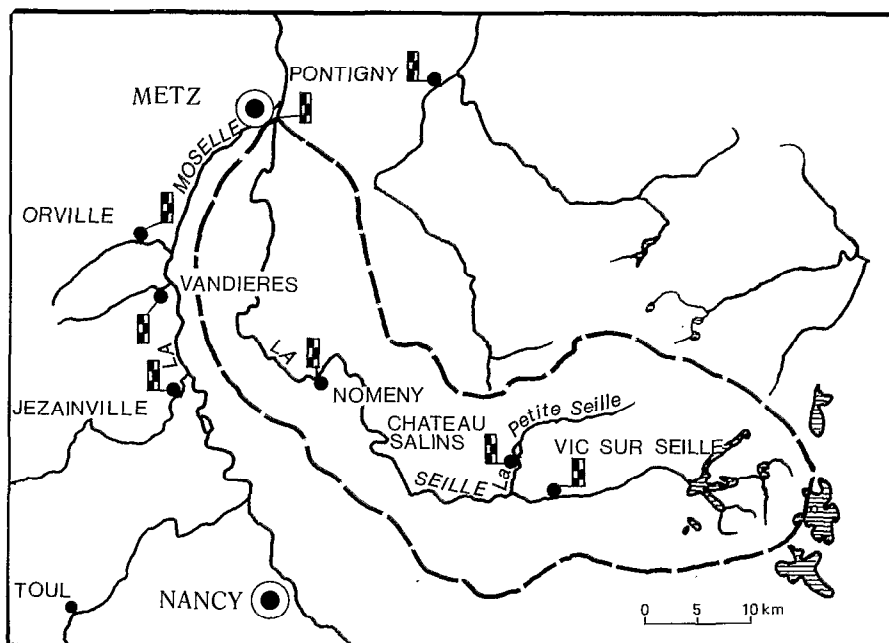 PONTIGNY
METZ
MOSELLE
ORVILLE
VANDIERES
LA
LA
NOMENY
JEZAINVILLE
CHATEAU
SALINS
Petite Seille
VIC SUR SEILLE
SEILLE
La
TOUL
NANCY
0 5 10 km